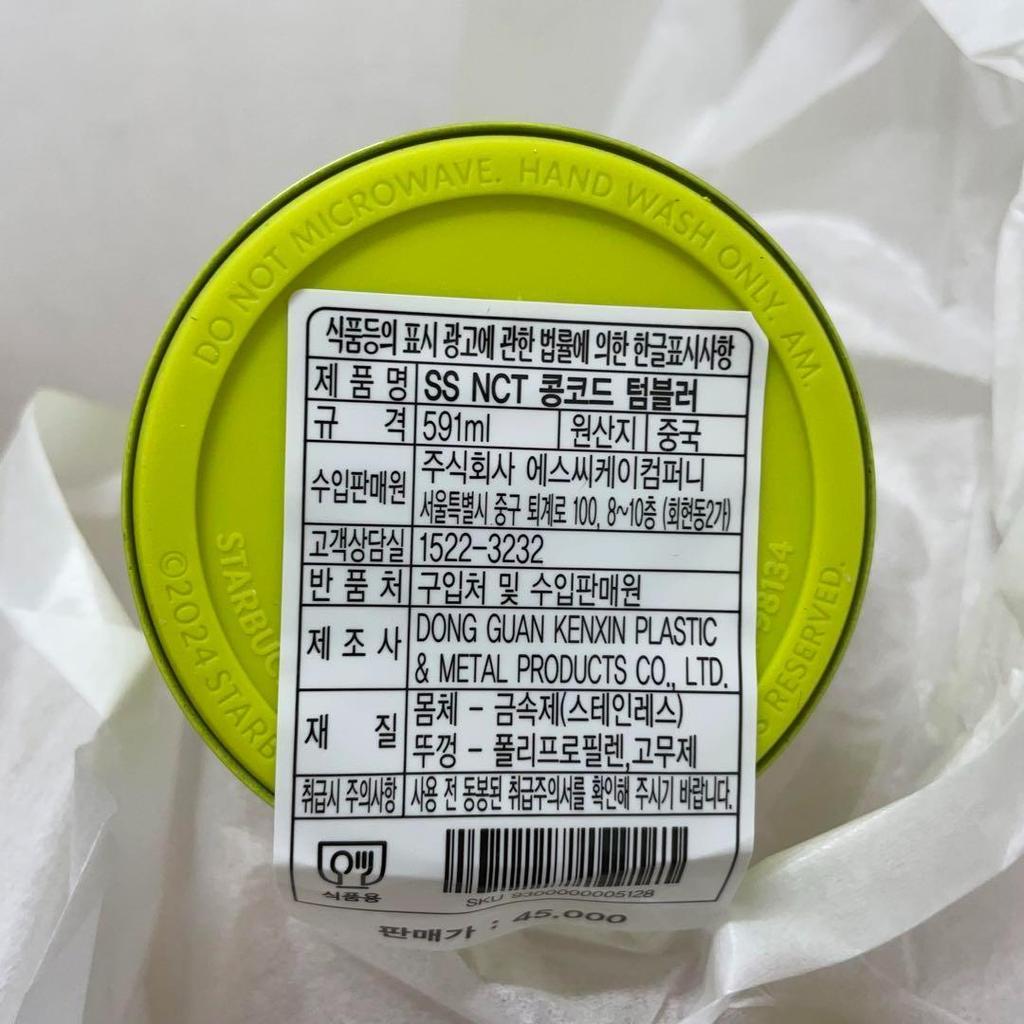 DO NOT MICROWAVE. HAND WASH ONLY. AM.
식품등의 표시 광고에 관한 법률에 의한 한글표시사항
제 품 명 SS NCT 콩코드 텀블러
규 격 591ml 원산지 중국
수입판매원 주식회사 에스씨케이컴퍼니
서울특별시 중구 퇴계로 100, 8~10층 (회현동2가)
고객상담실 1522-3232
반 품 처 구입처 및 수입판매원
제 조 사 DONG GUAN KENXIN PLASTIC
& METAL PRODUCTS CO., LTD.
재 질 몸체 - 금속제(스테인레스)
뚜껑 - 폴리프로필렌,고무제
취급시 주의사항 사용 전 동봉된 취급주의서를 확인해 주시기 바랍니다.
식품용
SKU 9300000005128
판매가 : 45.000
STARBUC
98134
©2024 STARB
S RESERVED.